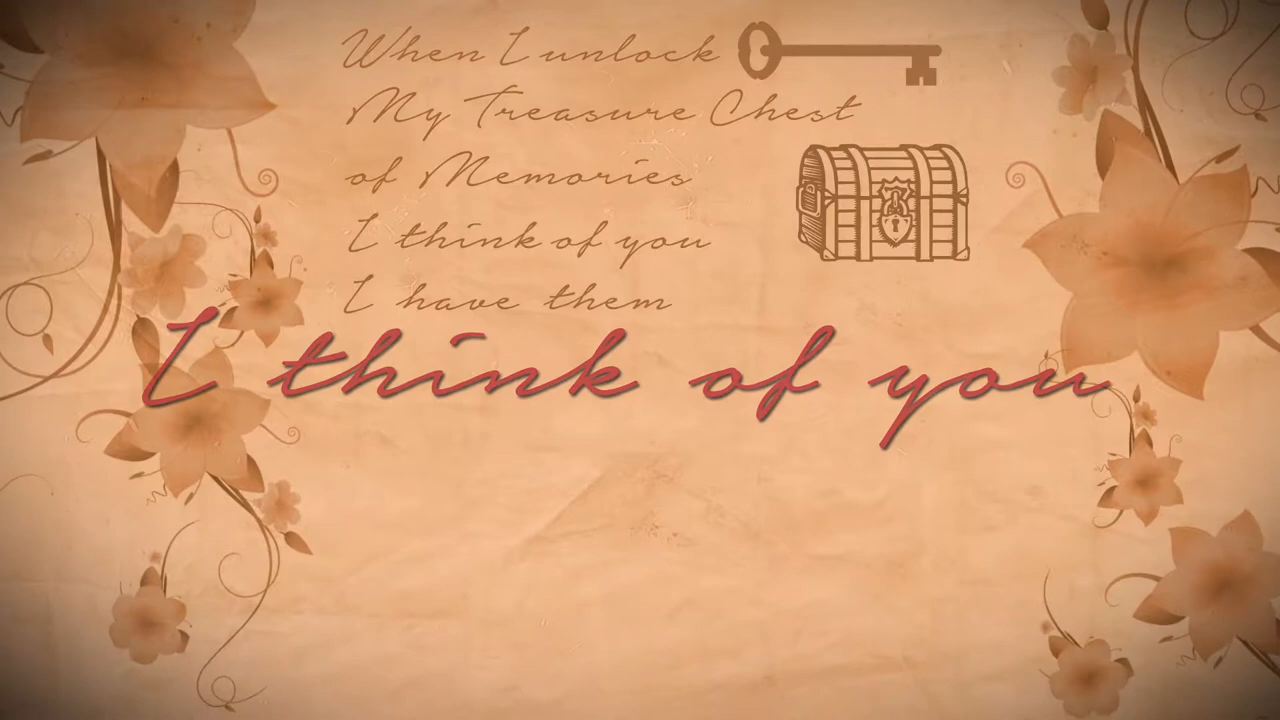 When I unlock
My Treasure Chest
of Memories
I think of you
I have them
I think of you